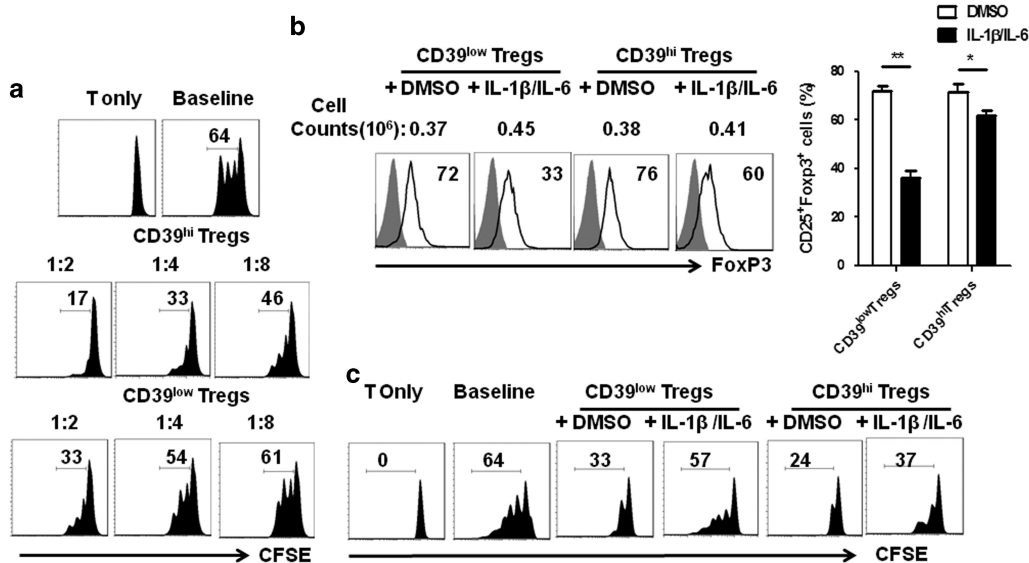 a
T only
Baseline
64
CD39hi Tregs
1:2
1:4
1:8
17
33
46
CD39low Tregs
1:2
1:4
1:8
33
54
61
CFSE
b
CD39low Tregs
CD39hi Tregs
+ DMSO
+ IL-1β/IL-6
+ DMSO
+ IL-1β/IL-6
Cell
Counts(10⁶): 0.37
0.45
0.38
0.41
72
33
76
60
FoxP3
DMSO
IL-1β/IL-6
**
*
CD25⁺Foxp3⁺ cells (%)
80
60
40
20
0
CD39lowTregs
CD39hiTregs
c
T Only
Baseline
CD39low Tregs
CD39hi Tregs
+ DMSO
+ IL-1β /IL-6
+ DMSO
+ IL-1β /IL-6
0
64
33
57
24
37
CFSE